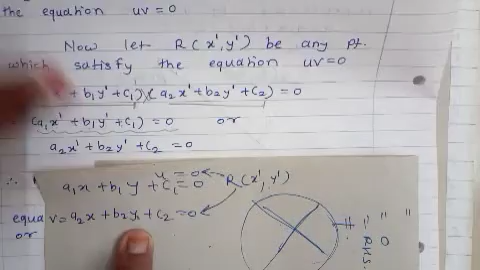 the equation uv = 0
Now let R(x', y') be any pt.
which satisfy the equation uv=0
x' + b₁y' + c₁) (a₂x' + b₂y' + c₂) = 0
(a₁x' + b₁y' + c₁) = 0 or
a₂x' + b₂y' + c₂ = 0
∴
u = 0
a₁x + b₁y + c₁ = 0 R(x', y')
equa v = a₂x + b₂y + c₂ = 0
or
" "
= 0
= R.H.S.